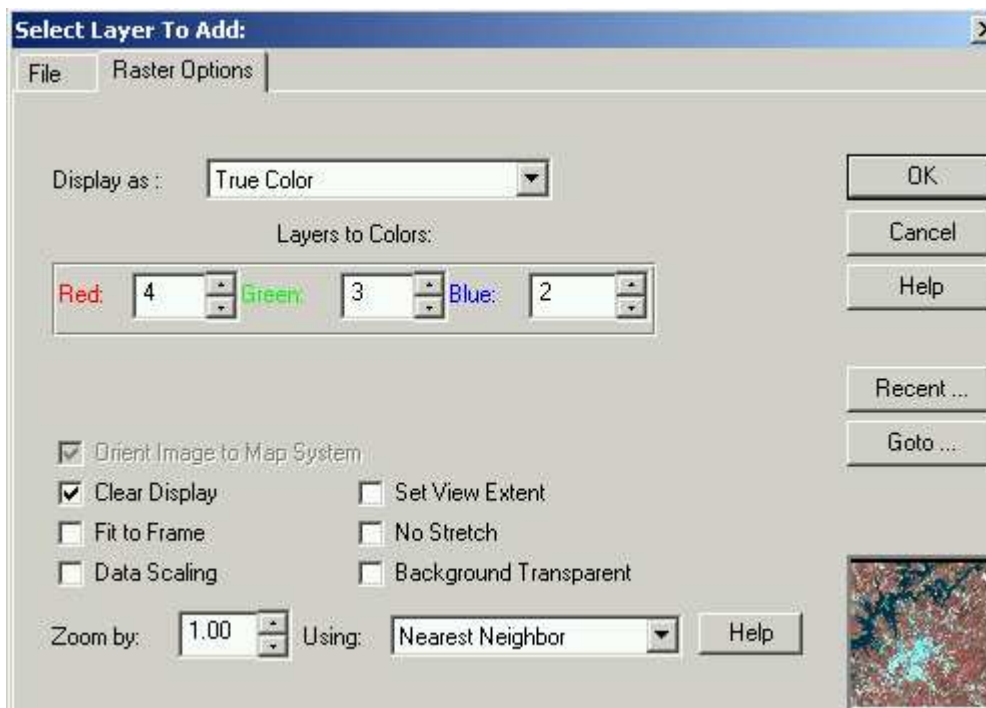 Select Layer To Add:
File Raster Options
Display as : True Color
OK
Layers to Colors:
Cancel
Red: 4 Green: 3 Blue: 2
Help
Recent ...
Goto ...
Orient Image to Map System
Clear Display Set View Extent
Fit to Frame No Stretch
Data Scaling Background Transparent
Zoom by: 1.00 Using: Nearest Neighbor Help